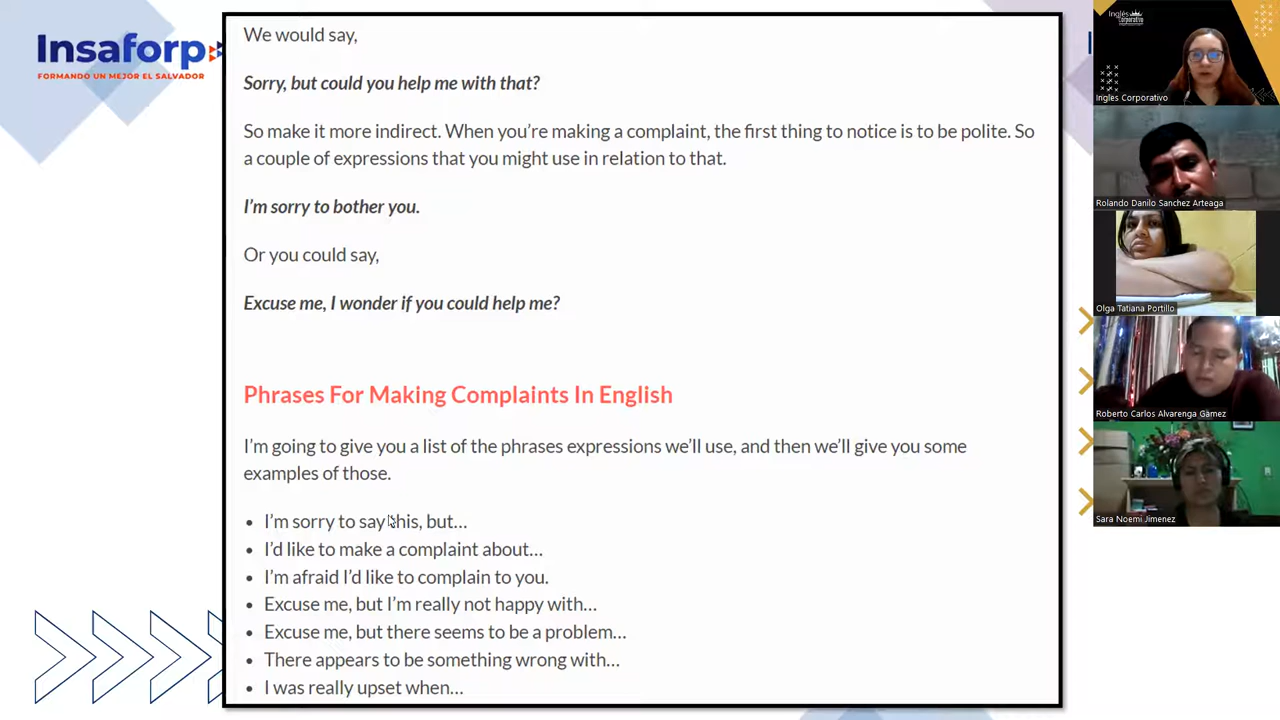 Insaforp
FORMANDO UN MEJOR EL SALVADOR
We would say,
Sorry, but could you help me with that?
So make it more indirect. When you’re making a complaint, the first thing to notice is to be polite. So
a couple of expressions that you might use in relation to that.
I’m sorry to bother you.
Or you could say,
Excuse me, I wonder if you could help me?
Phrases For Making Complaints In English
I’m going to give you a list of the phrases expressions we’ll use, and then we’ll give you some
examples of those.
• I’m sorry to say this, but…
• I’d like to make a complaint about…
• I’m afraid I’d like to complain to you.
• Excuse me, but I’m really not happy with…
• Excuse me, but there seems to be a problem…
• There appears to be something wrong with…
• I was really upset when…
Inglés
Corporativo
Ingles Corporativo
Rolando Danilo Sanchez Arteaga
Olga Tatiana Portillo
Roberto Carlos Alvarenga Gámez
Sara Noemi Jimenez